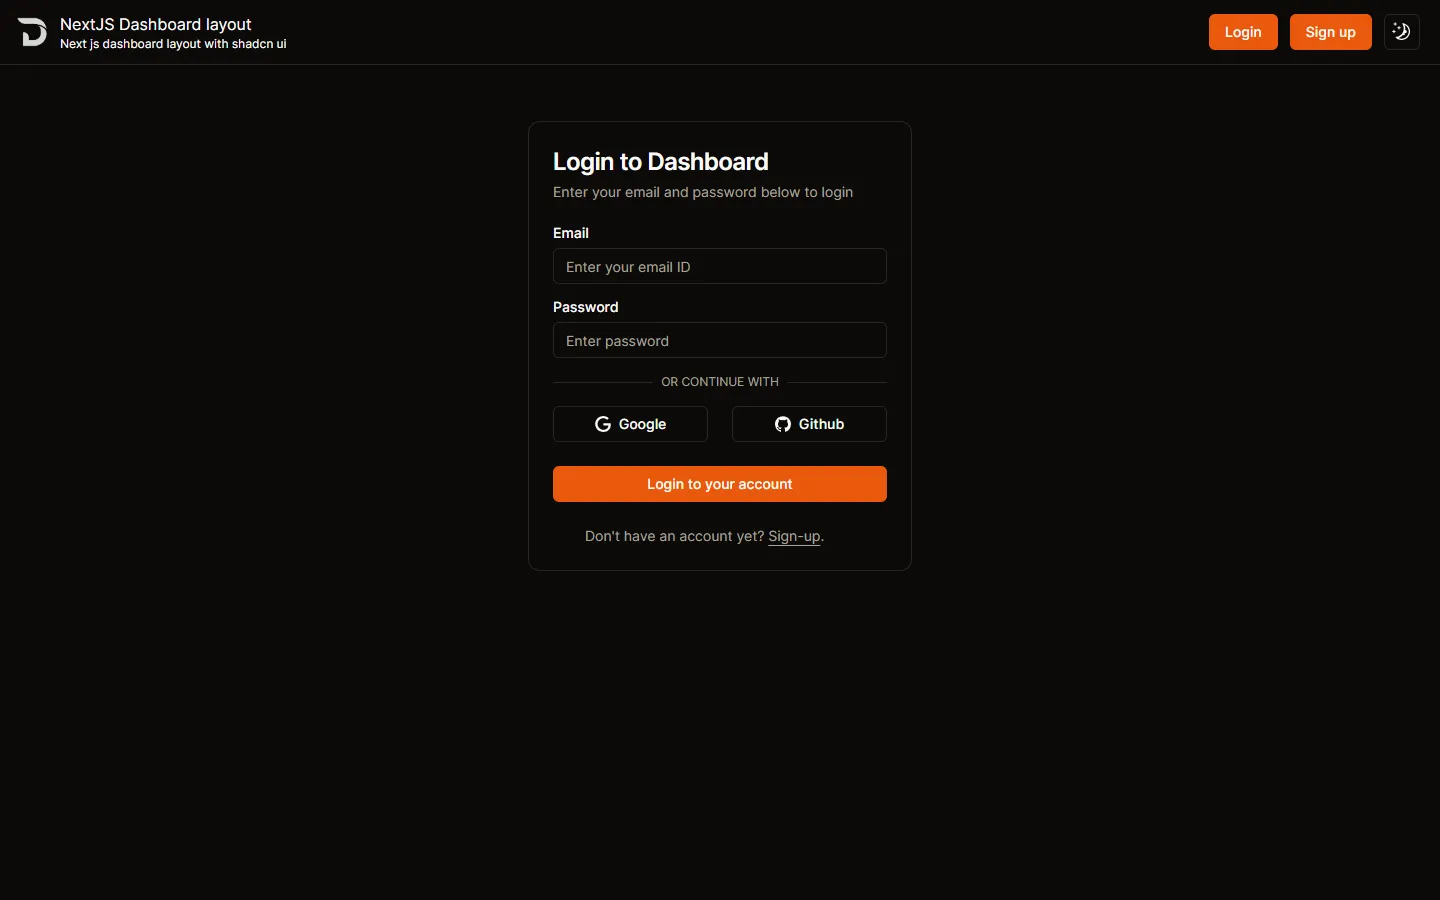 NextJS Dashboard layout
Next js dashboard layout with shadcn ui
Login
Sign up
Login to Dashboard
Enter your email and password below to login
Email
Enter your email ID
Password
Enter password
OR CONTINUE WITH
Google
Github
Login to your account
Don't have an account yet? Sign-up.